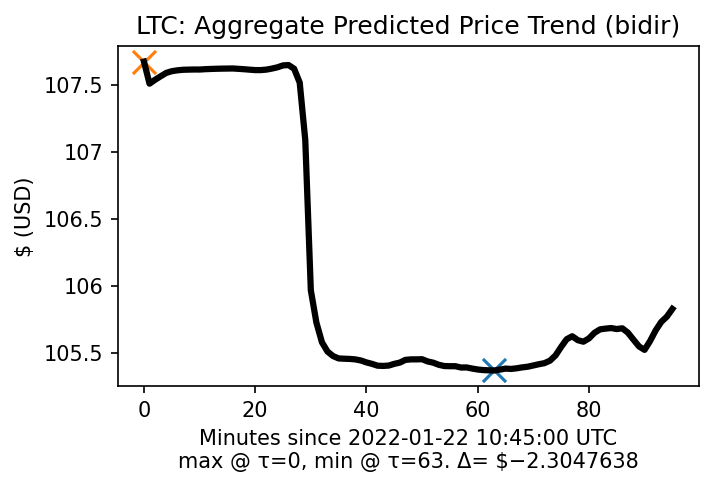 LTC: Aggregate Predicted Price Trend (bidir)
$ (USD)
107.5
107
106.5
106
105.5
0 20 40 60 80
Minutes since 2022-01-22 10:45:00 UTC
max @ τ=0, min @ τ=63. Δ= $−2.3047638